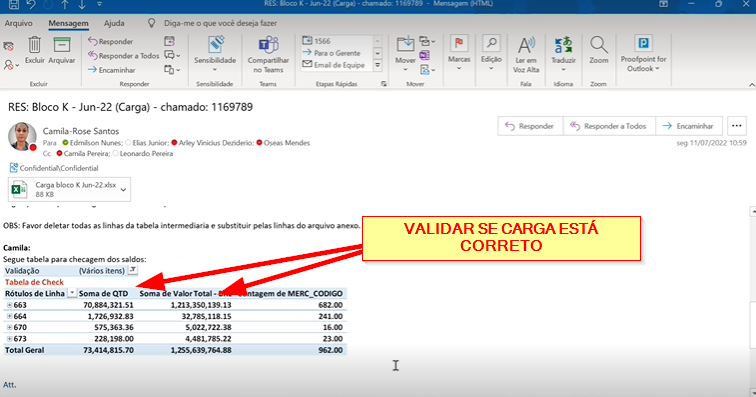 RES: Bloco K - Jun-22 (Carga) - chamado: 1169789 - Mensagem (HTML)
Arquivo Mensagem Ajuda Diga-me o que você deseja fazer
Excluir Arquivar
Responder
Responder a Todos
Encaminhar
Sensibilidade
Compartilhar no Teams
1566
Para o Gerente
Email de Equipe
Mover
Marcas
Edição
Ler em Voz Alta
Traduzir
Zoom
Proofpoint for Outlook
Excluir Responder Sensibilidade Teams Etapas Rápidas Mover Idioma Zoom
RES: Bloco K - Jun-22 (Carga) - chamado: 1169789
Camila-Rose Santos
Para Edmilson Nunes; Elias Junior; Arley Vinicius Deziderio; Oseas Mendes
Cc Camila Pereira; Leonardo Pereira
Responder Responder a Todos Encaminhar
seg 11/07/2022 10:59
Confidential\Confidential
Carga bloco K Jun-22.xlsx
88 KB
OBS: Favor deletar todas as linhas da tabela intermediaria e substituir pelas linhas do arquivo anexo.
VALIDAR SE CARGA ESTÁ
CORRETO
Camila:
Segue tabela para checagem dos saldos:
Validação (Vários itens)
Tabela de Check
Rótulos de Linha Soma de QTD Soma de Valor Total - de MERC_CODIGO
663 70,884,321.51 1,213,350,139.13 682.00
664 1,726,932.83 32,785,118.15 241.00
670 575,363.36 5,022,722.38 16.00
673 228,198.00 4,481,785.22 23.00
Total Geral 73,414,815.70 1,255,639,764.88 962.00
Att.